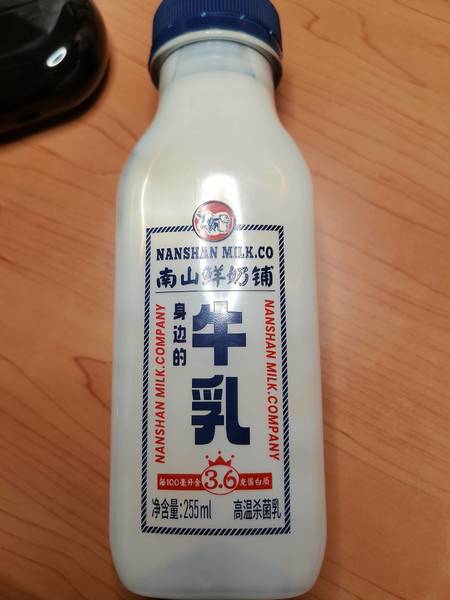 NANSHAN MILK.CO
南山鲜奶铺
身边的
牛乳
NANSHAN MILK.COMPANY
NANSHAN MILK.COMPANY
每100毫升含3.6克蛋白质
净含量:255ml 高温杀菌乳